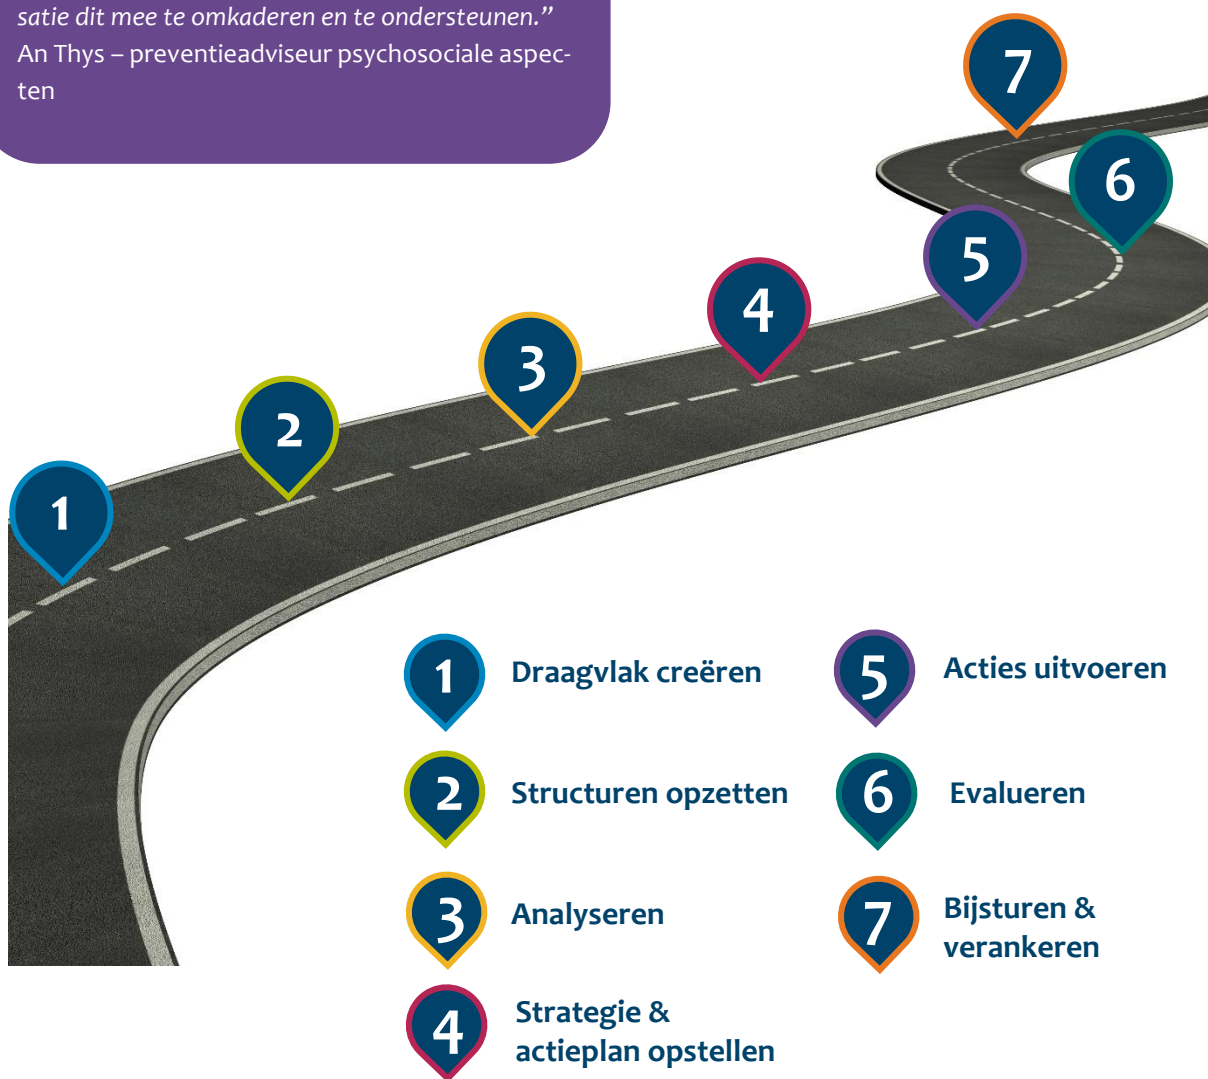 satie dit mee te omkaderen en te ondersteunen.”
An Thys – preventieadviseur psychosociale aspec-
ten
7
6
5
4
3
2
1
1 Draagvlak creëren
2 Structuren opzetten
3 Analyseren
4 Strategie &
actieplan opstellen
5 Acties uitvoeren
6 Evalueren
7 Bijsturen &
verankeren